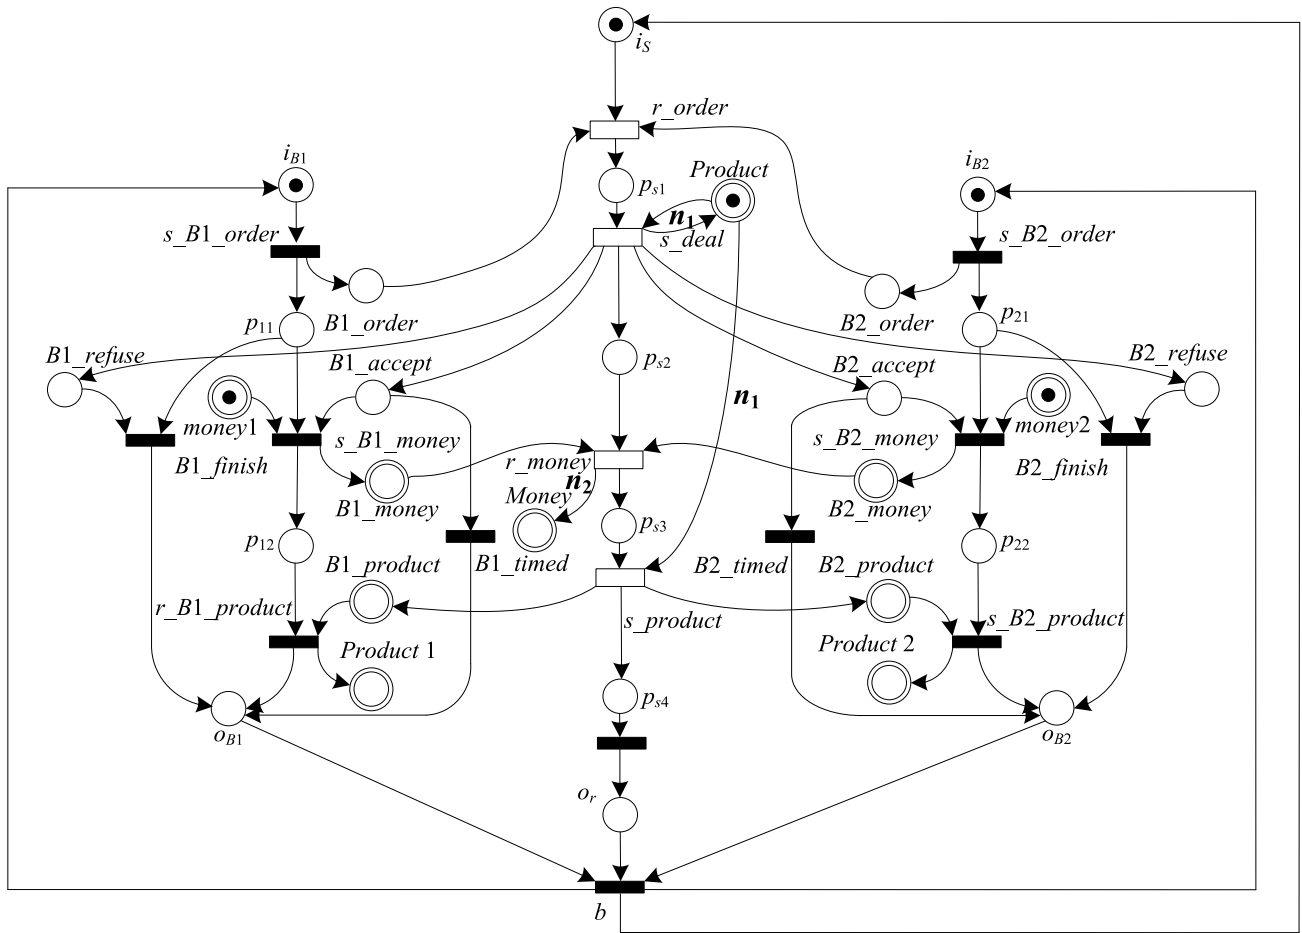 i_S
r_order
i_B1
Product
i_B2
p_s1
n_1
s_B1_order
s_deal
s_B2_order
p_11
B1_order
B2_order
p_21
B1_refuse
B1_accept
p_s2
B2_accept
B2_refuse
n_1
money1
s_B1_money
s_B2_money
money2
B1_finish
r_money
B2_finish
n_2
Money
B1_money
B2_money
p_12
p_s3
p_22
B1_product
B1_timed
B2_timed
B2_product
r_B1_product
s_product
s_B2_product
Product 1
Product 2
p_s4
o_B1
o_B2
o_r
b